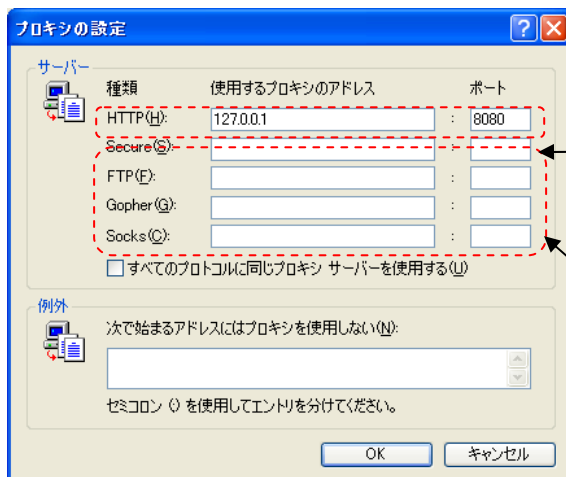 プロキシの設定
サーバー
種類 使用するプロキシのアドレス ポート
HTTP(H): 127.0.0.1 : 8080
Secure(S): :
FTP(F): :
Gopher(G): :
Socks(C): :
すべてのプロトコルに同じプロキシ サーバーを使用する(U)
例外
次で始まるアドレスにはプロキシを使用しない(N):
セミコロン (;) を使用してエントリを分けてください。
OK キャンセル